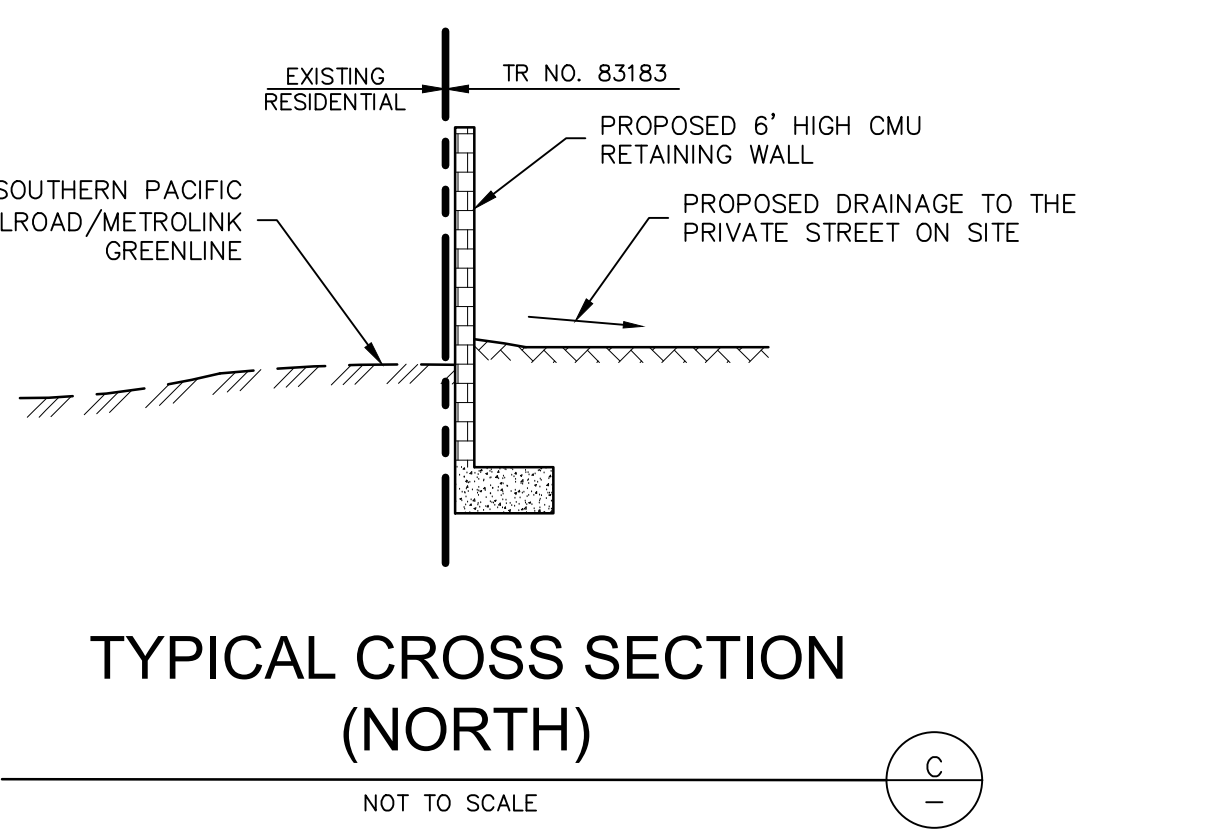 EXISTING
RESIDENTIAL
TR NO. 83183
PROPOSED 6' HIGH CMU
RETAINING WALL
SOUTHERN PACIFIC
LROAD/METROLINK
GREENLINE
PROPOSED DRAINAGE TO THE
PRIVATE STREET ON SITE
TYPICAL CROSS SECTION
(NORTH)
NOT TO SCALE
C
–